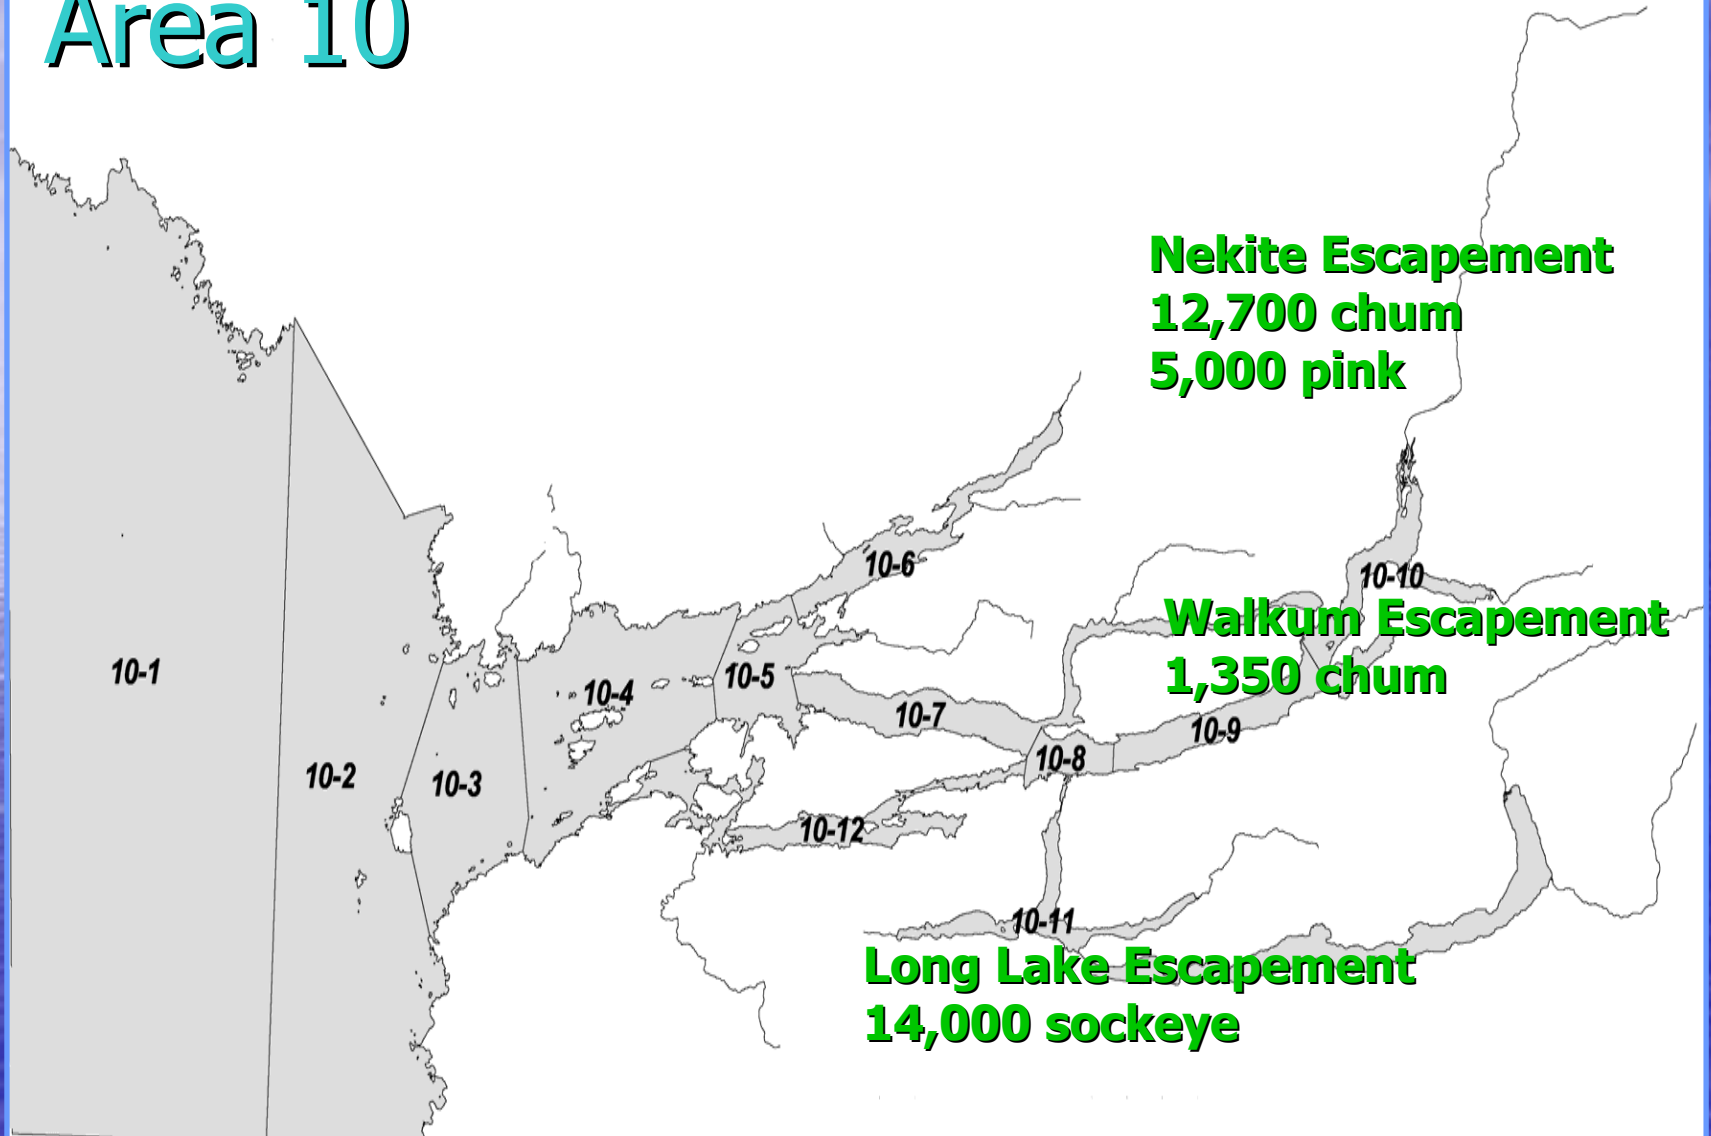 Area 10
Nekite Escapement
12,700 chum
5,000 pink
10-6
10-10
Walkum Escapement
1,350 chum
10-1
10-5
10-4
10-7
10-9
10-8
10-2
10-3
10-12
10-11
Long Lake Escapement
14,000 sockeye